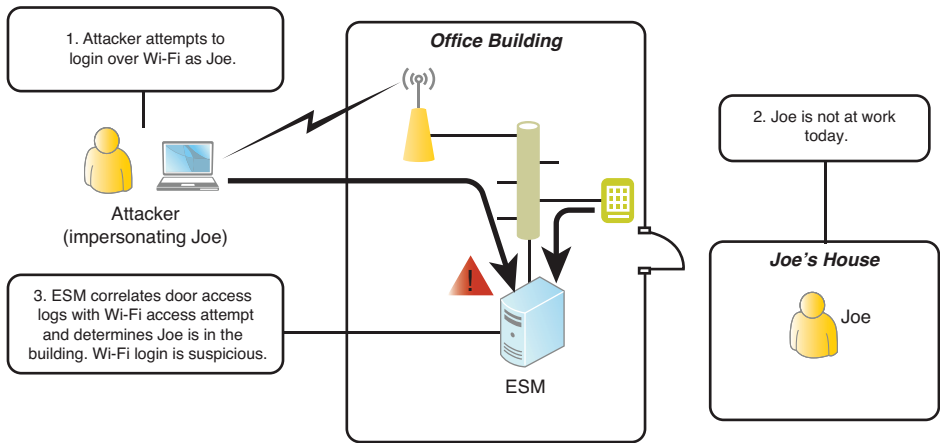 1. Attacker attempts to
login over Wi-Fi as Joe.
Office Building
2. Joe is not at work
today.
Attacker
(impersonating Joe)
Joe's House
Joe
!
3. ESM correlates door access
logs with Wi-Fi access attempt
and determines Joe is in the
building. Wi-Fi login is suspicious.
ESM